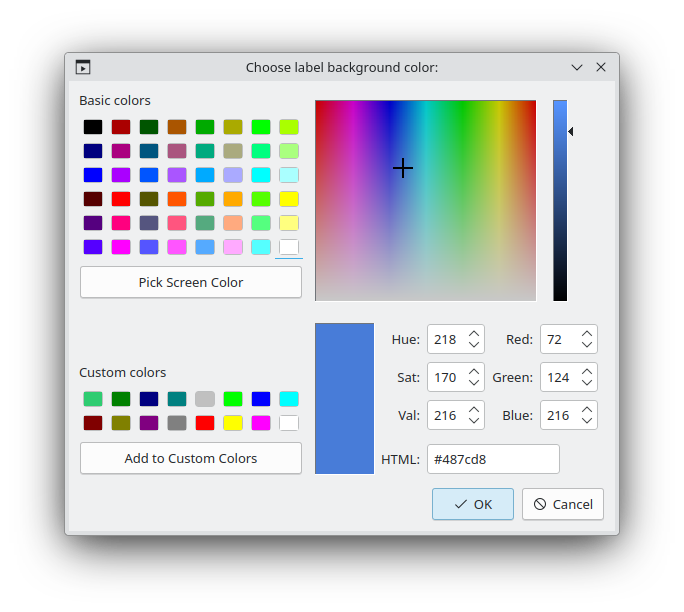 Choose label background color:
Basic colors
Pick Screen Color
Custom colors
Add to Custom Colors
Hue: 218 Red: 72
Sat: 170 Green: 124
Val: 216 Blue: 216
HTML: #487cd8
OK Cancel